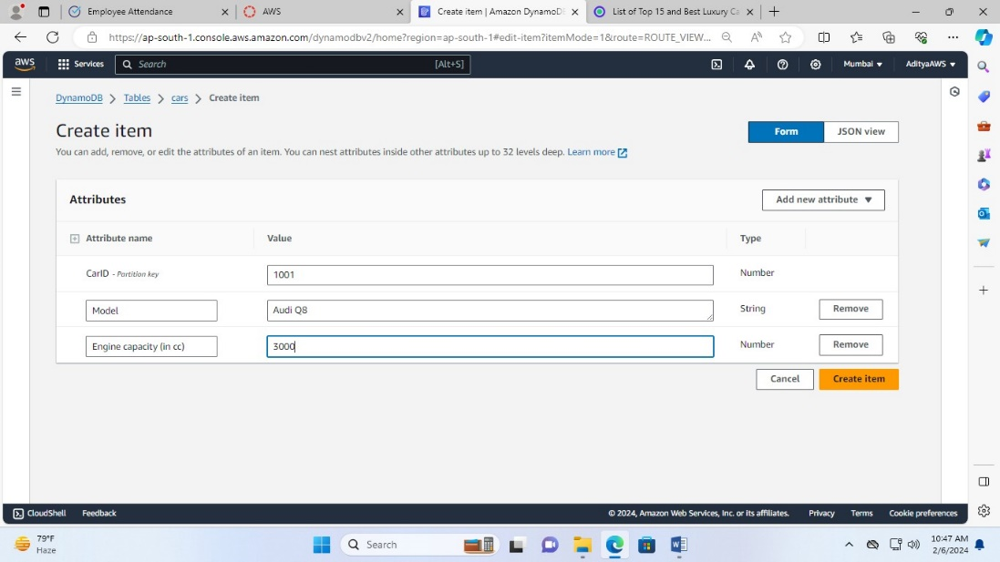 Employee Attendance
AWS
Create item | Amazon DynamoD
List of Top 15 and Best Luxury Ca
https://ap-south-1.console.aws.amazon.com/dynamodbv2/home?region=ap-south-1#edit-item?itemMode=1&route=ROUTE_VIEW...
aws
Services
Search
[Alt+S]
Mumbai
AdityaAWS
DynamoDB > Tables > cars > Create item
Create item
Form
JSON view
You can add, remove, or edit the attributes of an item. You can nest attributes inside other attributes up to 32 levels deep. Learn more
Attributes
Add new attribute
Attribute name
Value
Type
CarID - Partition key
1001
Number
Model
Audi Q8
String
Remove
Engine capacity (in cc)
3000
Number
Remove
Cancel
Create item
CloudShell
Feedback
© 2024, Amazon Web Services, Inc. or its affiliates.
Privacy
Terms
Cookie preferences
79°F
Haze
Search
10:47 AM
2/6/2024